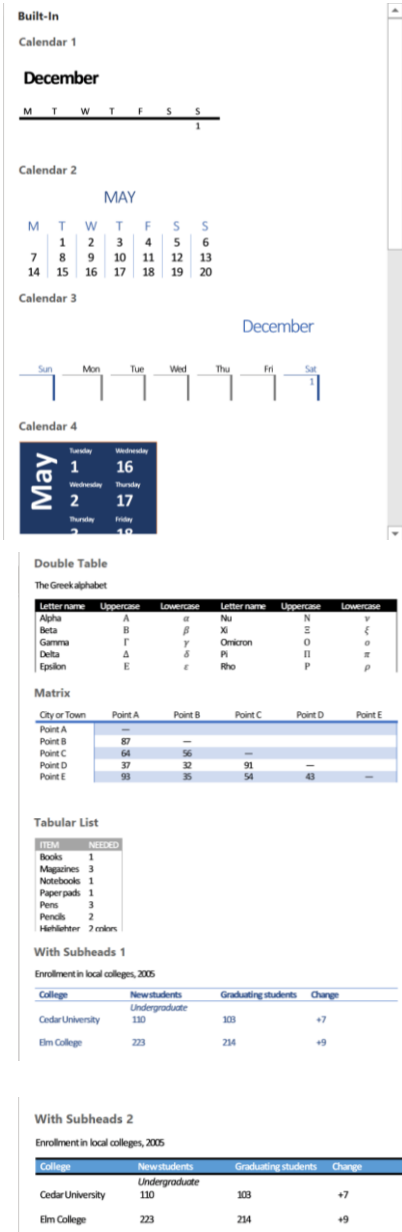 Built-In
Calendar 1
December
M T W T F S S
1
Calendar 2
MAY
M T W T F S S
1 2 3 4 5 6
7 8 9 10 11 12 13
14 15 16 17 18 19 20
Calendar 3
December
Sun Mon Tue Wed Thu Fri Sat
1
Calendar 4
May
Tuesday Wednesday
1 16
Wednesday Thursday
2 17
Thursday Friday
3 18
Double Table
The Greek alphabet
Letter name Uppercase Lowercase Letter name Uppercase Lowercase
Alpha Α α Nu Ν ν
Beta Β β Xi Ξ ξ
Gamma Γ γ Omicron Ο ο
Delta Δ δ Pi Π π
Epsilon Ε ε Rho Ρ ρ
Matrix
City or Town Point A Point B Point C Point D Point E
Point A —
Point B 87 —
Point C 64 56 —
Point D 37 32 91 —
Point E 93 35 54 43 —
Tabular List
ITEM NEEDED
Books 1
Magazines 3
Notebooks 1
Paper pads 1
Pens 3
Pencils 2
Highlighter 2 colors
With Subheads 1
Enrollment in local colleges, 2005
College New students Graduating students Change
Undergraduate
Cedar University 110 103 +7
Elm College 223 214 +9
With Subheads 2
Enrollment in local colleges, 2005
College New students Graduating students Change
Undergraduate
Cedar University 110 103 +7
Elm College 223 214 +9